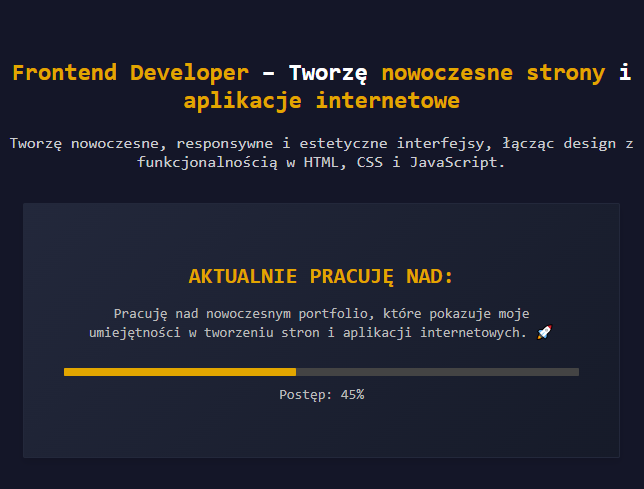 Frontend Developer – Tworzę nowoczesne strony i
aplikacje internetowe
Tworzę nowoczesne, responsywne i estetyczne interfejsy, łącząc design z
funkcjonalnością w HTML, CSS i JavaScript.
AKTUALNIE PRACUJĘ NAD:
Pracuję nad nowoczesnym portfolio, które pokazuje moje
umiejętności w tworzeniu stron i aplikacji internetowych. 🚀
Postęp: 45%